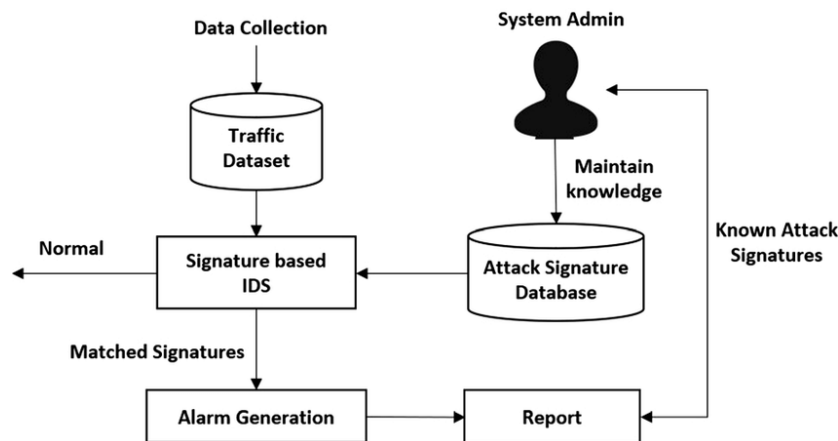 Data Collection
System Admin
Traffic
Dataset
Maintain
knowledge
Normal
Signature based
IDS
Attack Signature
Database
Known Attack
Signatures
Matched Signatures
Alarm Generation
Report